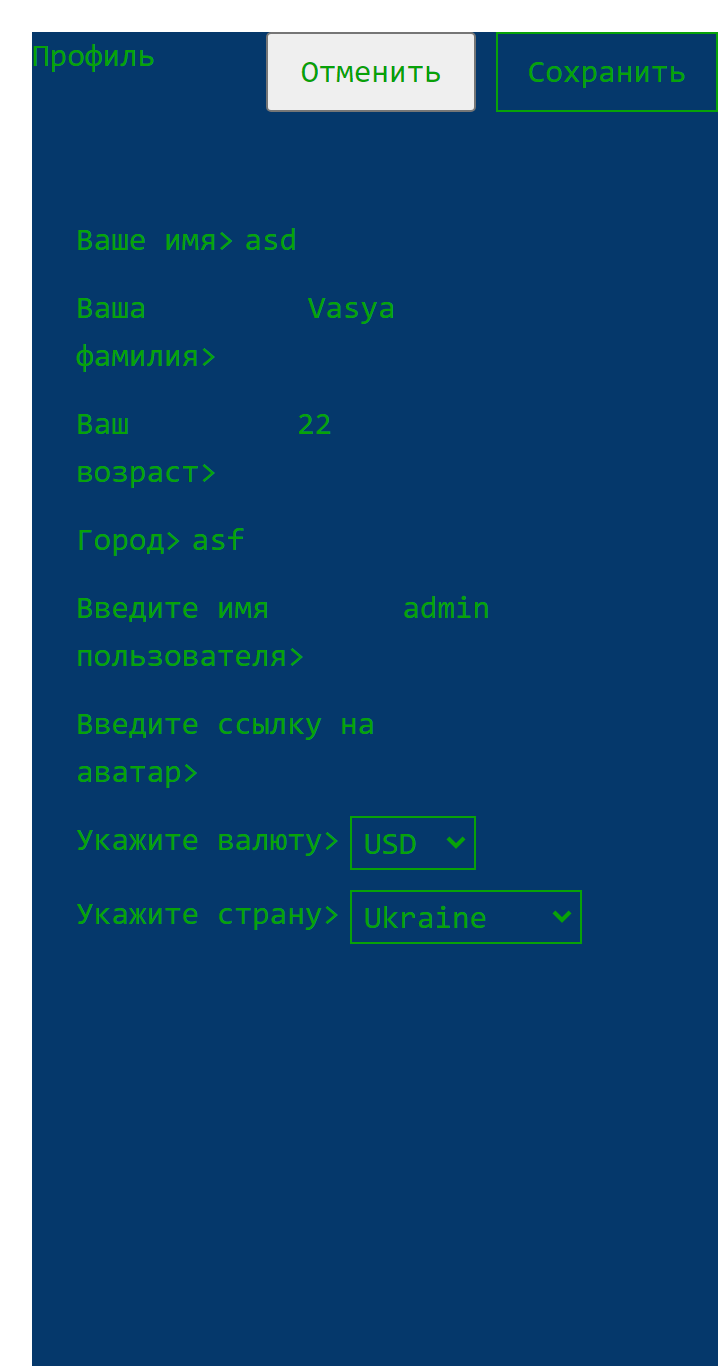 Профиль
Отменить
Сохранить
Ваше имя> asd
Ваша Vasya
фамилия>
Ваш 22
возраст>
Город> asf
Введите имя admin
пользователя>
Введите ссылку на
аватар>
Укажите валюту> USD
Укажите страну> Ukraine